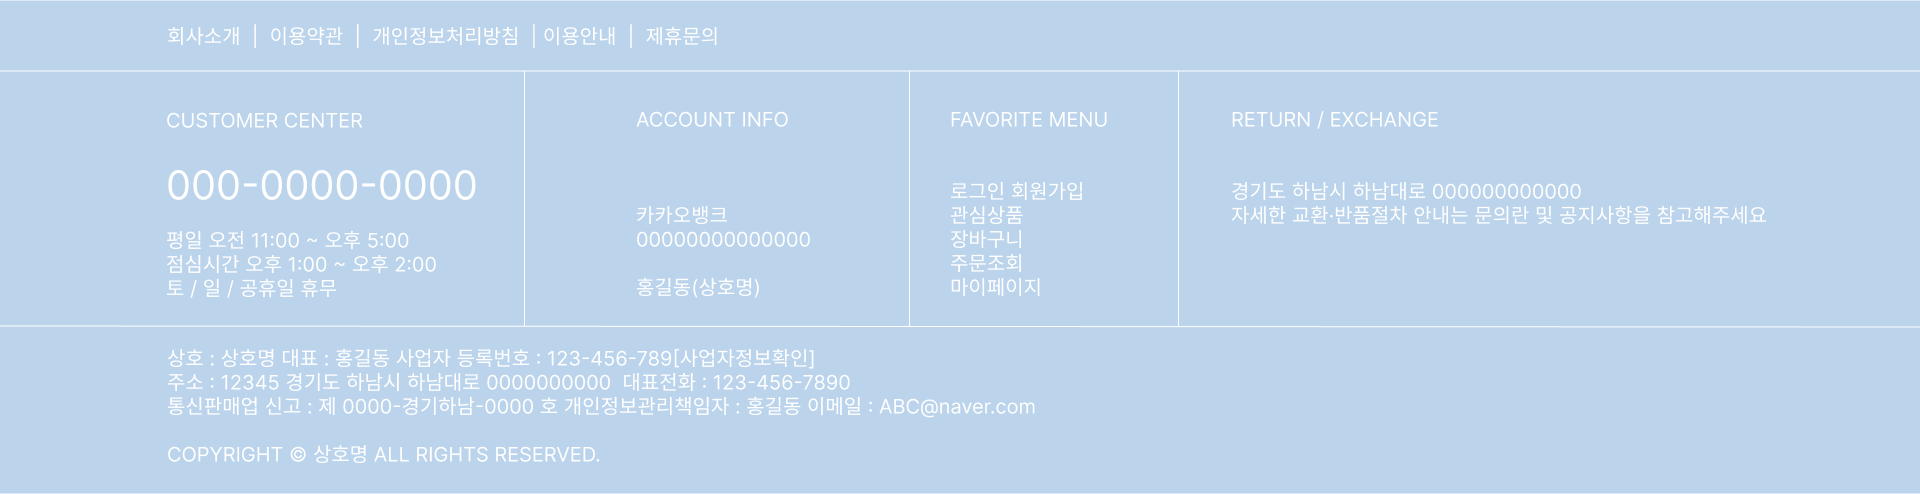 회사소개 | 이용약관 | 개인정보처리방침 | 이용안내 | 제휴문의
CUSTOMER CENTER
000-0000-0000
평일 오전 11:00 ~ 오후 5:00
점심시간 오후 1:00 ~ 오후 2:00
토 / 일 / 공휴일 휴무
ACCOUNT INFO
카카오뱅크
00000000000000
홍길동(상호명)
FAVORITE MENU
로그인 회원가입
관심상품
장바구니
주문조회
마이페이지
RETURN / EXCHANGE
경기도 하남시 하남대로 000000000000
자세한 교환·반품절차 안내는 문의란 및 공지사항을 참고해주세요
상호 : 상호명 대표 : 홍길동 사업자 등록번호 : 123-456-789[사업자정보확인]
주소 : 12345 경기도 하남시 하남대로 0000000000 대표전화 : 123-456-7890
통신판매업 신고 : 제 0000-경기하남-0000 호 개인정보관리책임자 : 홍길동 이메일 : ABC@naver.com
COPYRIGHT © 상호명 ALL RIGHTS RESERVED.